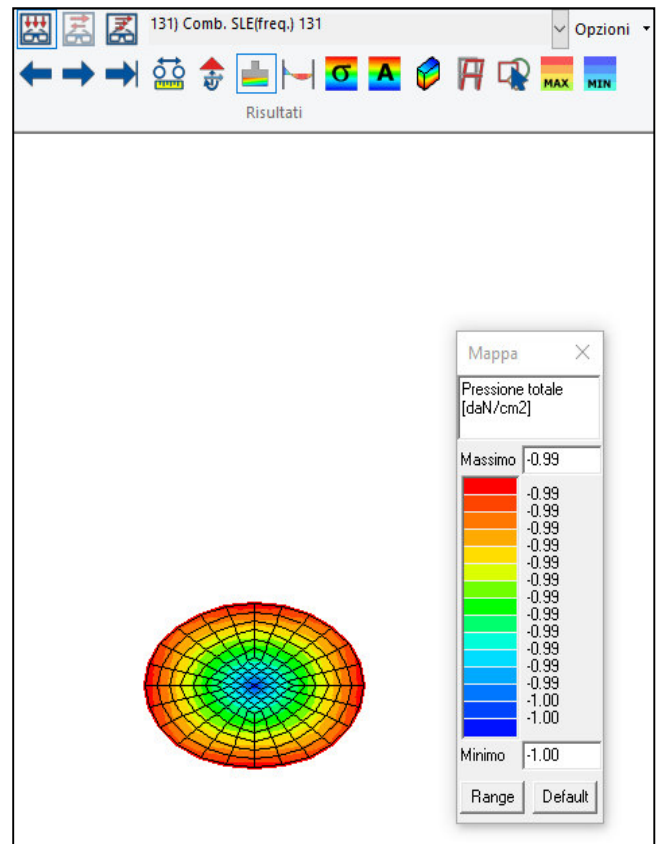 131) Comb. SLE(freq.) 131
Opzioni
σ A MAX MIN
Risultati
Mappa
Pressione totale
[daN/cm2]
Massimo -0.99
-0.99
-0.99
-0.99
-0.99
-0.99
-0.99
-0.99
-0.99
-0.99
-0.99
-0.99
-0.99
-1.00
-1.00
Minimo -1.00
Range Default